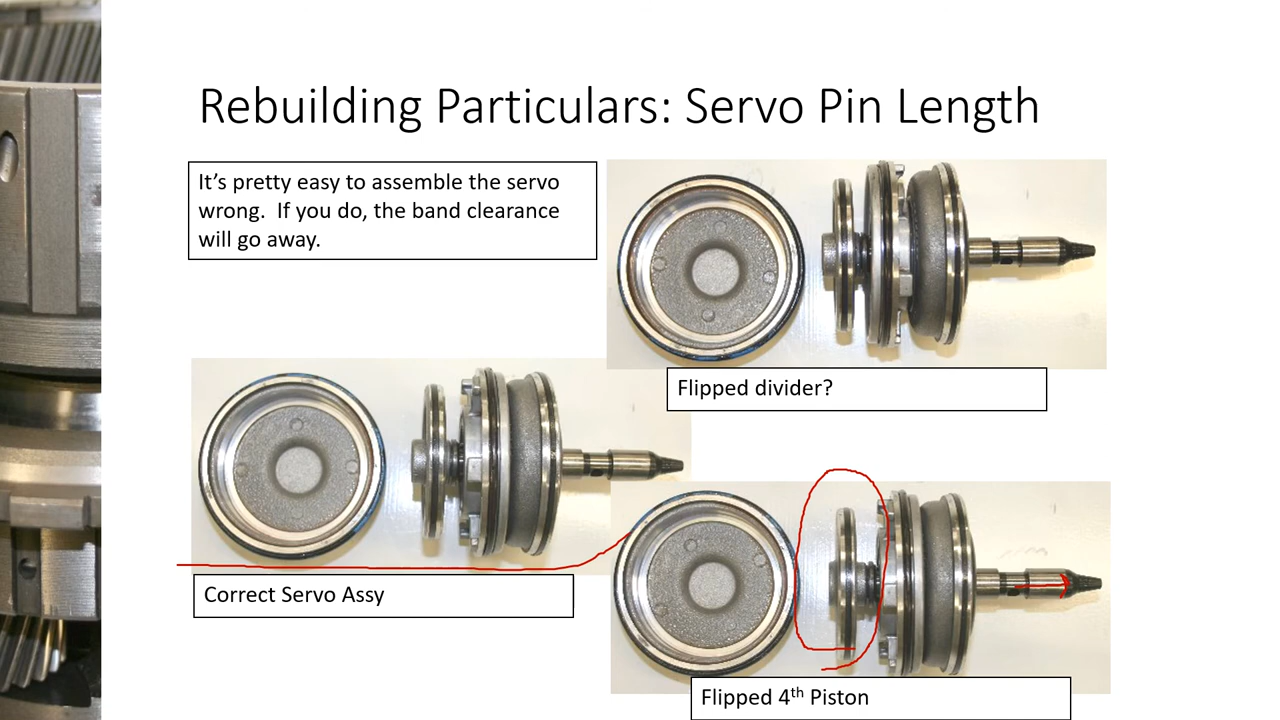 Rebuilding Particulars: Servo Pin Length
It’s pretty easy to assemble the servo
wrong.  If you do, the band clearance
will go away.
Flipped divider?
Correct Servo Assy
Flipped 4th Piston